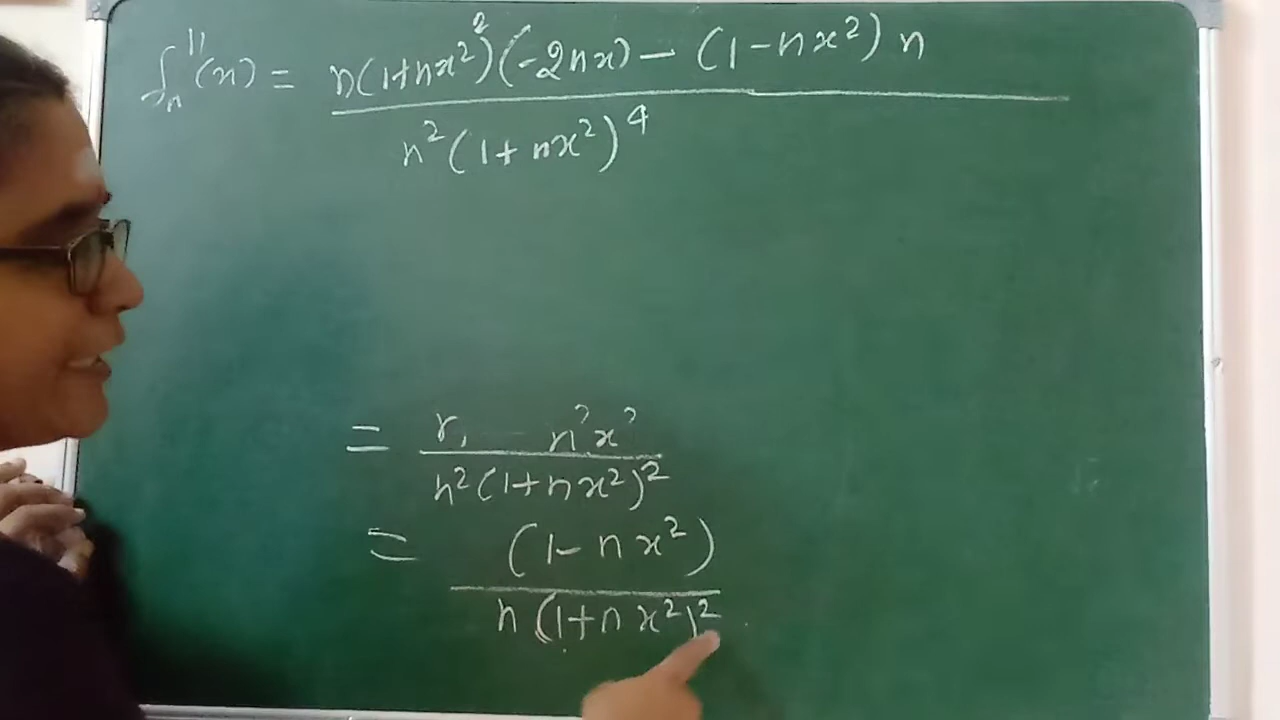 fₙ''(x) = n(1+nx²)²(-2nx) - (1-nx²) n / n²(1+nx²)⁴
= n²x² / n²(1+nx²)²
= (1-nx²) / n(1+nx²)²